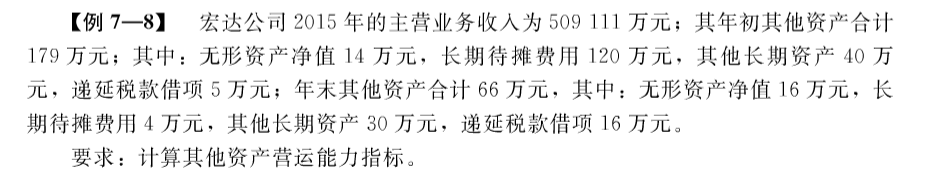 【例 7—8】 宏达公司 2015 年的主营业务收入为 509 111 万元；其年初其他资产合计
179 万元；其中：无形资产净值 14 万元，长期待摊费用 120 万元，其他长期资产 40 万
元，递延税款借项 5 万元；年末其他资产合计 66 万元，其中：无形资产净值 16 万元，长
期待摊费用 4 万元，其他长期资产 30 万元，递延税款借项 16 万元。
要求：计算其他资产营运能力指标。